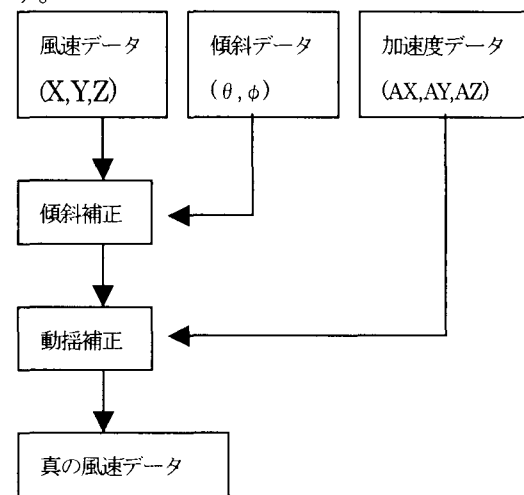 す。
風速データ
(X,Y,Z)
傾斜データ
(θ,φ)
加速度データ
(AX,AY,AZ)
傾斜補正
動揺補正
真の風速データ